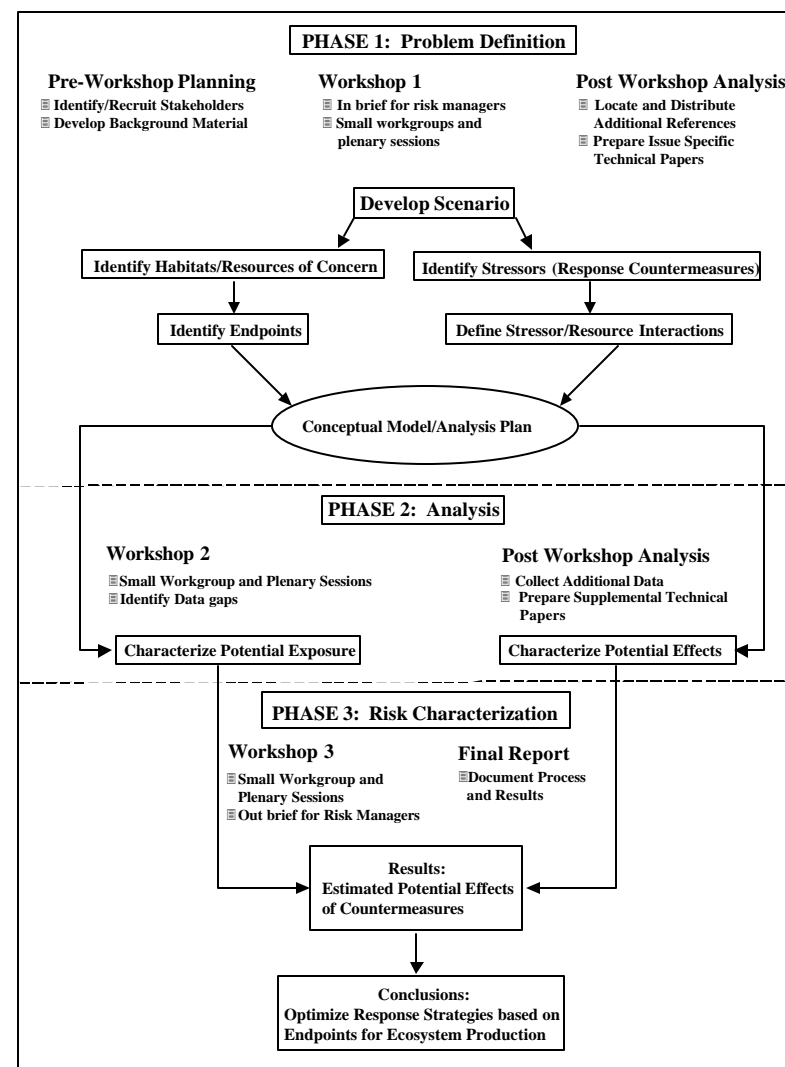 PHASE 1: Problem Definition
Pre-Workshop Planning
Identify/Recruit Stakeholders
Develop Background Material
Workshop 1
In brief for risk managers
Small workgroups and
plenary sessions
Post Workshop Analysis
Locate and Distribute
Additional References
Prepare Issue Specific
Technical Papers
Develop Scenario
Identify Habitats/Resources of Concern
Identify Stressors (Response Countermeasures)
Identify Endpoints
Define Stressor/Resource Interactions
Conceptual Model/Analysis Plan
PHASE 2: Analysis
Workshop 2
Small Workgroup and Plenary Sessions
Identify Data gaps
Post Workshop Analysis
Collect Additional Data
Prepare Supplemental Technical
Papers
Characterize Potential Exposure
Characterize Potential Effects
PHASE 3: Risk Characterization
Workshop 3
Small Workgroup and
Plenary Sessions
Out brief for Risk Managers
Final Report
Document Process
and Results
Results:
Estimated Potential Effects
of Countermeasures
Conclusions:
Optimize Response Strategies based on
Endpoints for Ecosystem Production